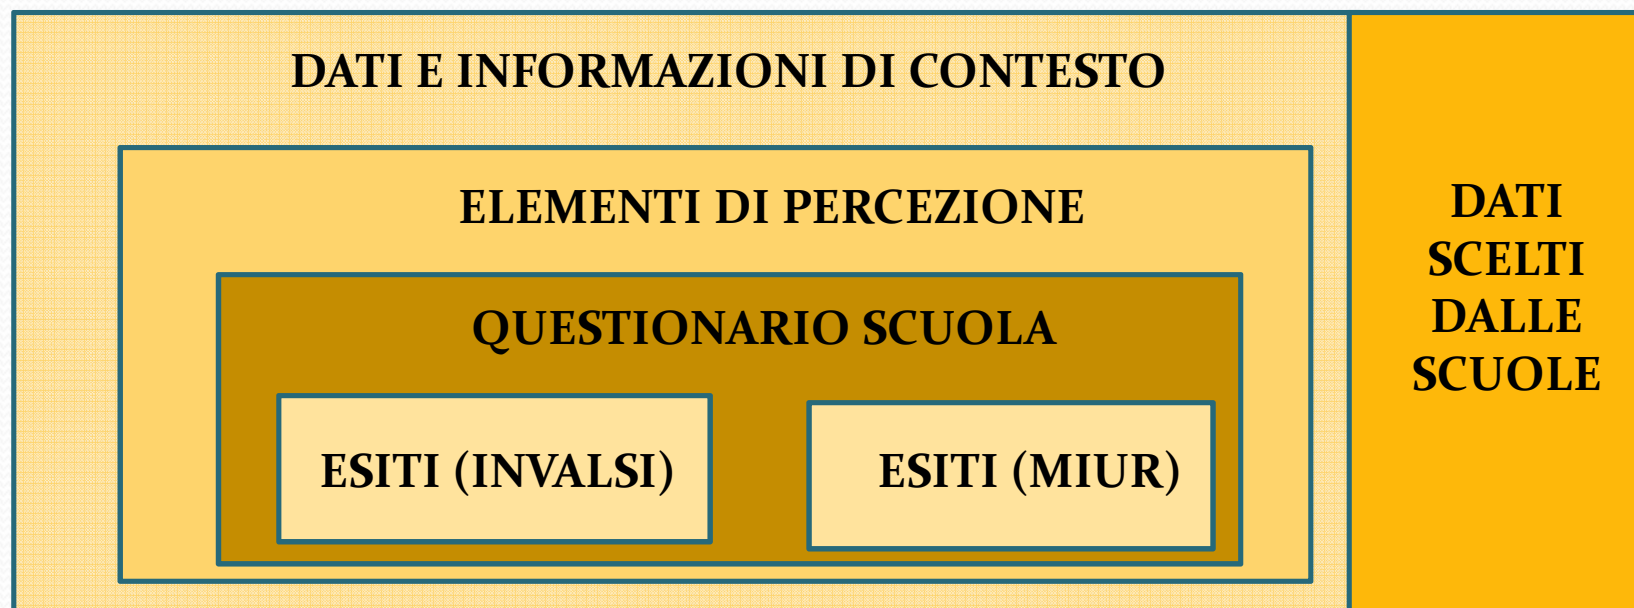 DATI E INFORMAZIONI DI CONTESTO
ELEMENTI DI PERCEZIONE
QUESTIONARIO SCUOLA
ESITI (INVALSI)
ESITI (MIUR)
DATI
SCELTI
DALLE
SCUOLE